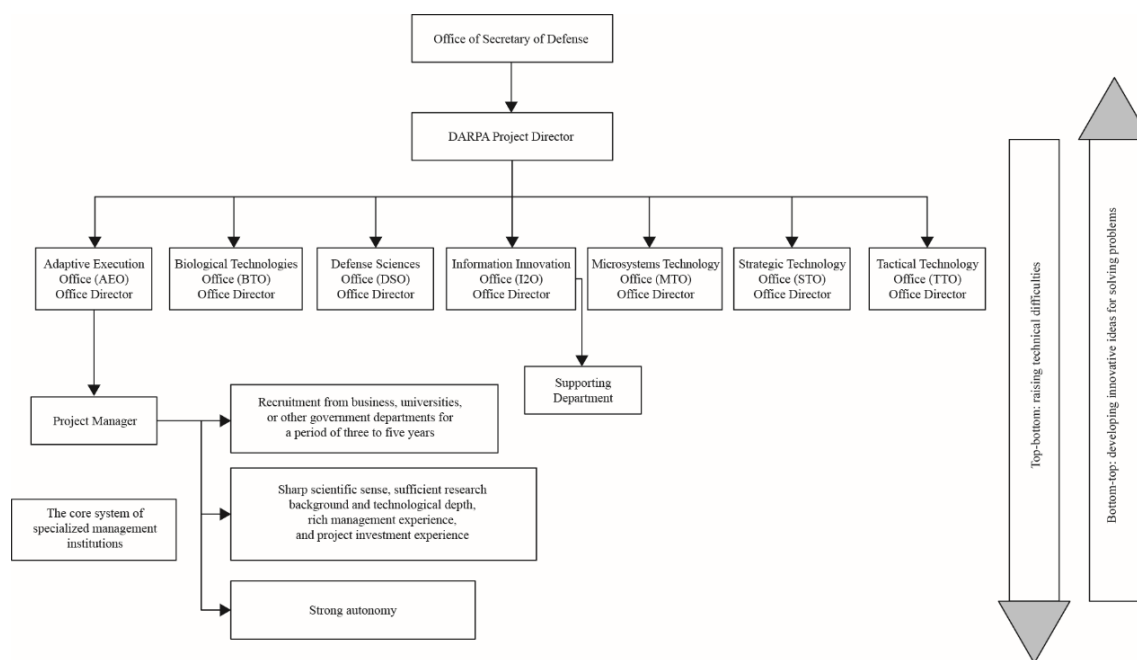 Office of Secretary of Defense
DARPA Project Director
Adaptive Execution
Office (AEO)
Office Director
Biological Technologies
Office (BTO)
Office Director
Defense Sciences
Office (DSO)
Office Director
Information Innovation
Office (I2O)
Office Director
Microsystems Technology
Office (MTO)
Office Director
Strategic Technology
Office (STO)
Office Director
Tactical Technology
Office (TTO)
Office Director
Supporting
Department
Project Manager
Recruitment from business, universities,
or other government departments for
a period of three to five years
Sharp scientific sense, sufficient research
background and technological depth,
rich management experience,
and project investment experience
The core system of
specialized management
institutions
Strong autonomy
Top-bottom: raising technical difficulties
Bottom-top: developing innovative ideas for solving problems